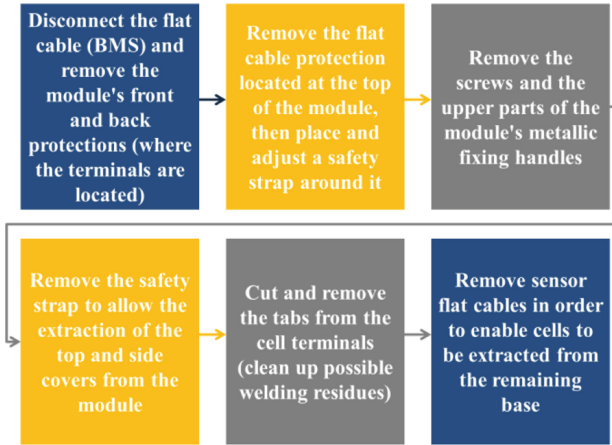 Disconnect the flat
cable (BMS) and
remove the
module's front
and back
protections (where
the terminals are
located)
Remove the flat
cable protection
located at the top
of the module,
then place and
adjust a safety
strap around it
Remove the
screws and the
upper parts of the
module's metallic
fixing handles
Remove the safety
strap to allow the
extraction of the
top and side
covers from the
module
Cut and remove
the tabs from the
cell terminals
(clean up possible
welding residues)
Remove sensor
flat cables in order
to enable cells to
be extracted from
the remaining
base